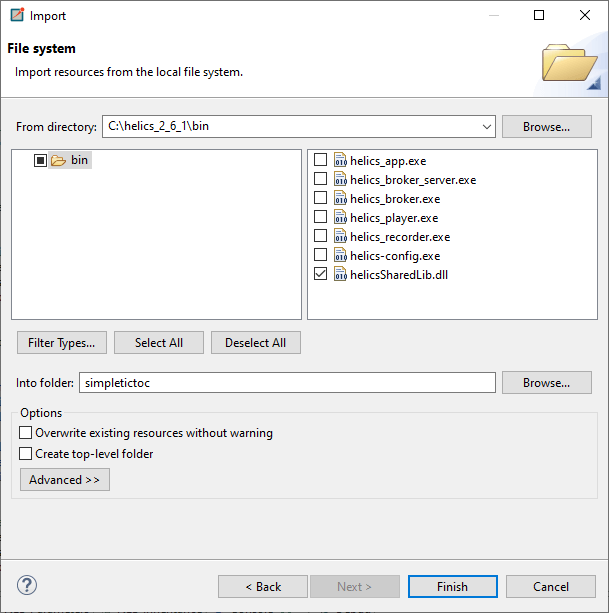 Import
File system
Import resources from the local file system.
From directory: C:\helics_2_6_1\bin Browse...
bin
helics_app.exe
helics_broker_server.exe
helics_broker.exe
helics_player.exe
helics_recorder.exe
helics-config.exe
helicsSharedLib.dll
Filter Types... Select All Deselect All
Into folder: simpletictoc Browse...
Options
Overwrite existing resources without warning
Create top-level folder
Advanced >>
? < Back Next > Finish Cancel